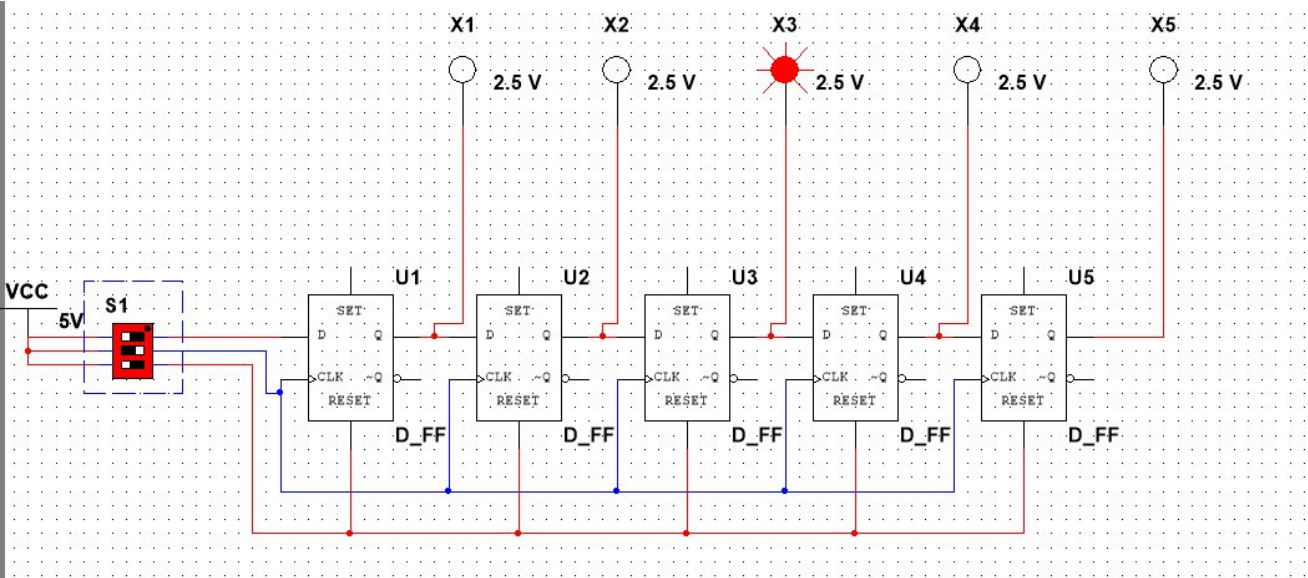 X1 X2 X3 X4 X5
2.5 V 2.5 V 2.5 V 2.5 V 2.5 V
U1 U2 U3 U4 U5
VCC
S1
5V
SET SET SET SET SET
D Q D Q D Q D Q D Q
CLK ~Q CLK ~Q CLK ~Q CLK ~Q CLK ~Q
RESET RESET RESET RESET RESET
D_FF D_FF D_FF D_FF D_FF